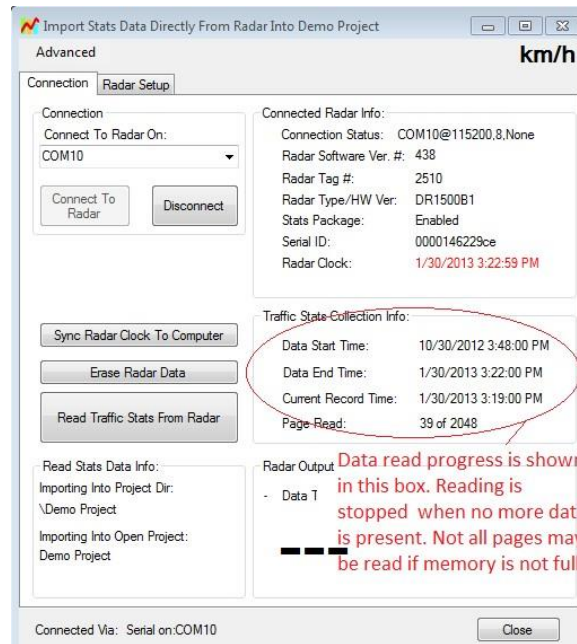 Import Stats Data Directly From Radar Into Demo Project
Advanced
km/h
Connection
Radar Setup
Connection
Connect To Radar On:
COM10
Connect To Radar
Disconnect
Connected Radar Info:
Connection Status: COM10@115200,8,None
Radar Software Ver. #: 438
Radar Tag #: 2510
Radar Type/HW Ver: DR1500B1
Stats Package: Enabled
Serial ID: 0000146229ce
Radar Clock: 1/30/2013 3:22:59 PM
Sync Radar Clock To Computer
Erase Radar Data
Read Traffic Stats From Radar
Traffic Stats Collection Info:
Data Start Time: 10/30/2012 3:48:00 PM
Data End Time: 1/30/2013 3:22:00 PM
Current Record Time: 1/30/2013 3:19:00 PM
Page Read: 39 of 2048
Read Stats Data Info:
Importing Into Project Dir:
\Demo Project
Importing Into Open Project:
Demo Project
Radar Output
- Data T
---
Data read progress is shown
in this box. Reading is
stopped when no more dat
is present. Not all pages may
be read if memory is not full
Connected Via: Serial on:COM10
Close